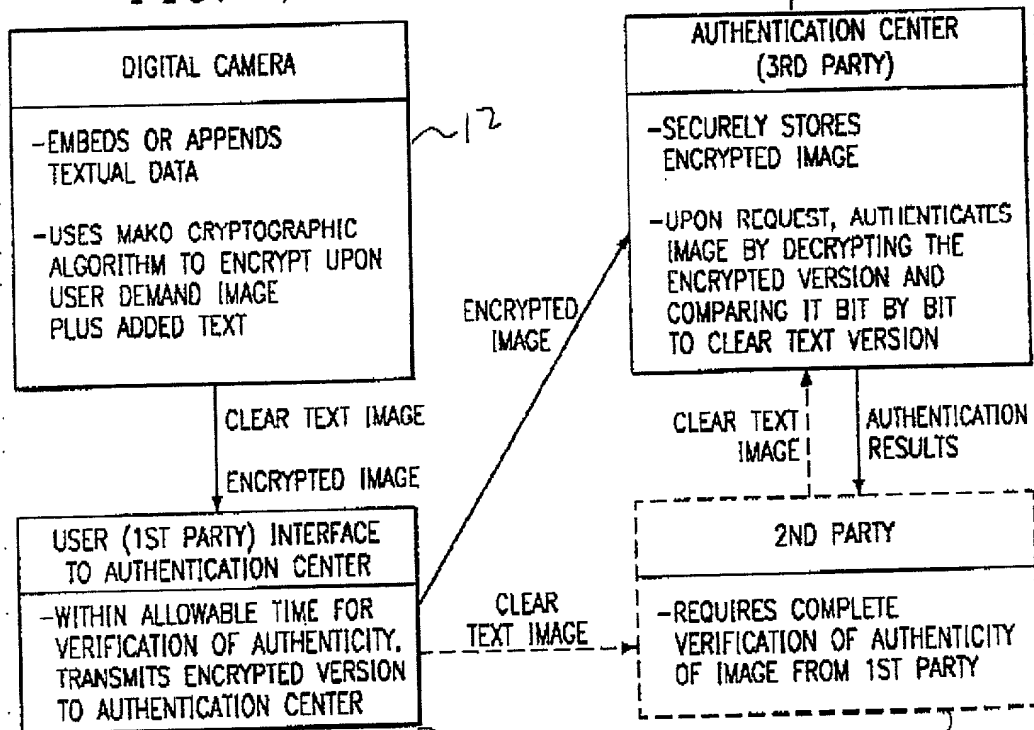 DIGITAL CAMERA
-EMBEDS OR APPENDS
TEXTUAL DATA
-USES MAKO CRYPTOGRAPHIC
ALGORITHM TO ENCRYPT UPON
USER DEMAND IMAGE
PLUS ADDED TEXT
12
CLEAR TEXT IMAGE
ENCRYPTED IMAGE
USER (1ST PARTY) INTERFACE
TO AUTHENTICATION CENTER
-WITHIN ALLOWABLE TIME FOR
VERIFICATION OF AUTHENTICITY.
TRANSMITS ENCRYPTED VERSION
TO AUTHENTICATION CENTER
ENCRYPTED
IMAGE
CLEAR
TEXT IMAGE
AUTHENTICATION CENTER
(3RD PARTY)
-SECURELY STORES
ENCRYPTED IMAGE
-UPON REQUEST, AUTHENTICATES
IMAGE BY DECRYPTING THE
ENCRYPTED VERSION AND
COMPARING IT BIT BY BIT
TO CLEAR TEXT VERSION
CLEAR TEXT
IMAGE
AUTHENTICATION
RESULTS
2ND PARTY
-REQUIRES COMPLETE
VERIFICATION OF AUTHENTICITY
OF IMAGE FROM 1ST PARTY